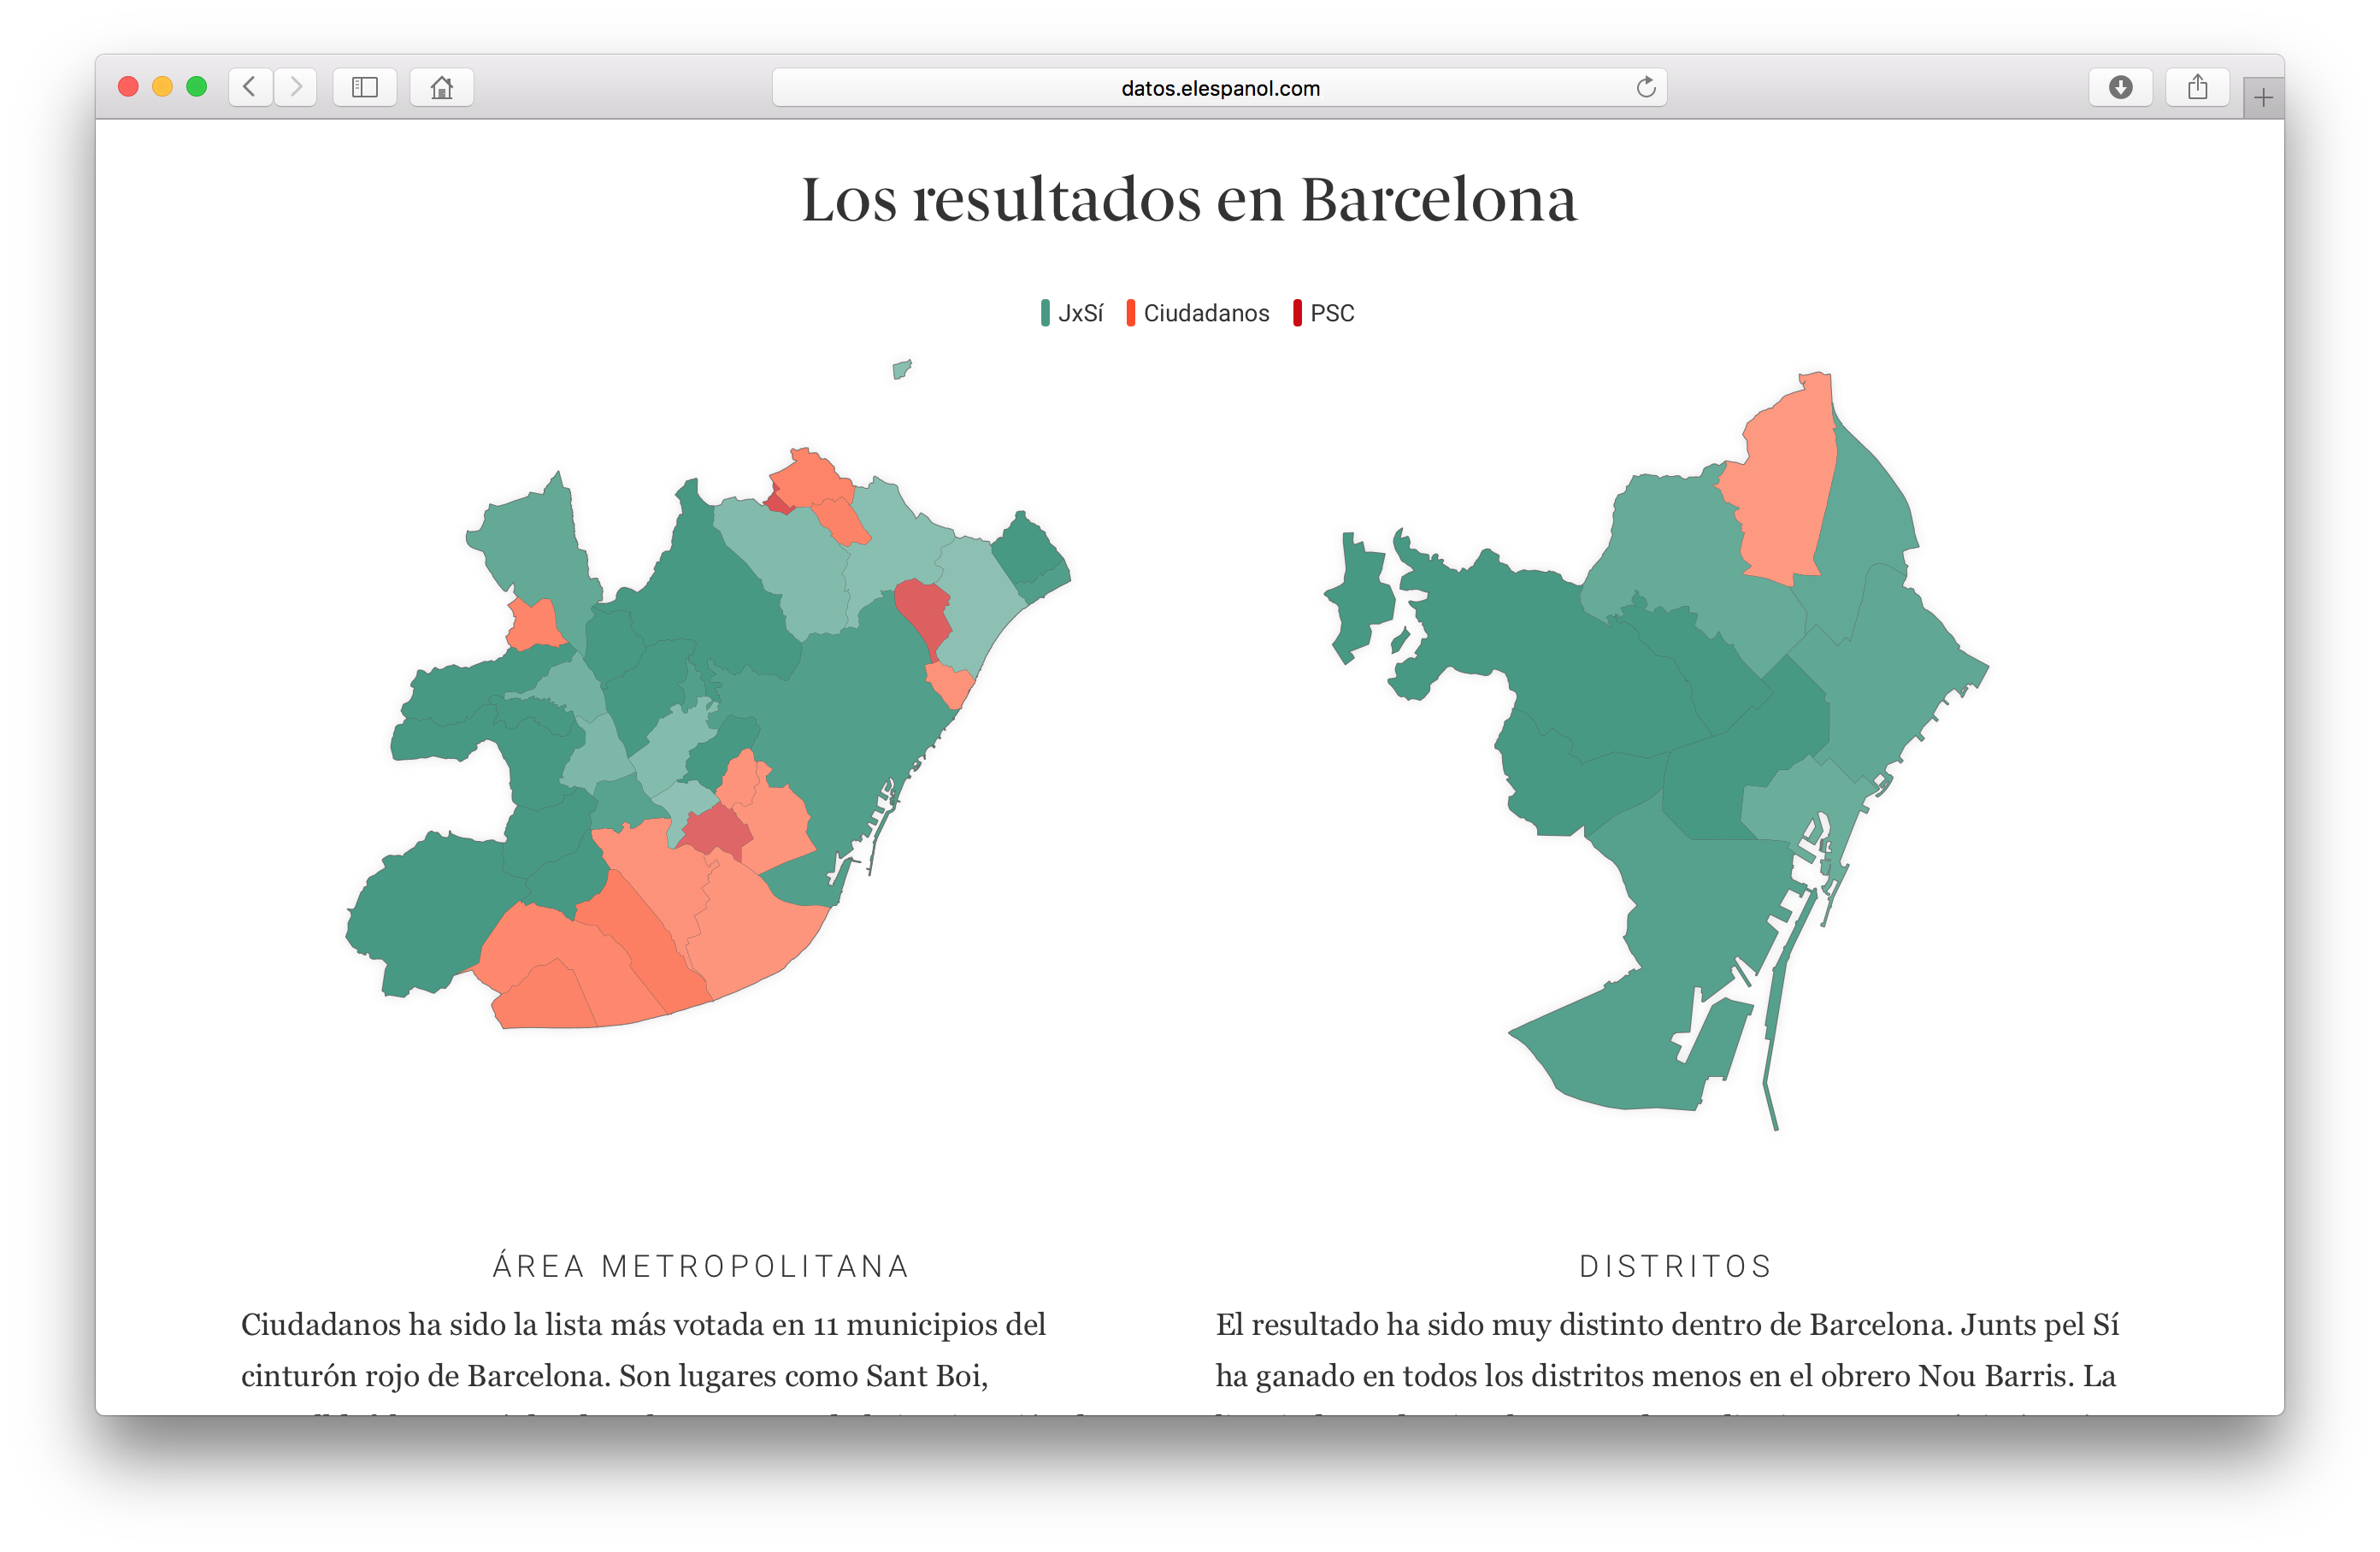 datos.elespanol.com
Los resultados en Barcelona
JxSí Ciudadanos PSC
ÁREA METROPOLITANA
Ciudadanos ha sido la lista más votada en 11 municipios del
cinturón rojo de Barcelona. Son lugares como Sant Boi,
DISTRITOS
El resultado ha sido muy distinto dentro de Barcelona. Junts pel Sí
ha ganado en todos los distritos menos en el obrero Nou Barris. La